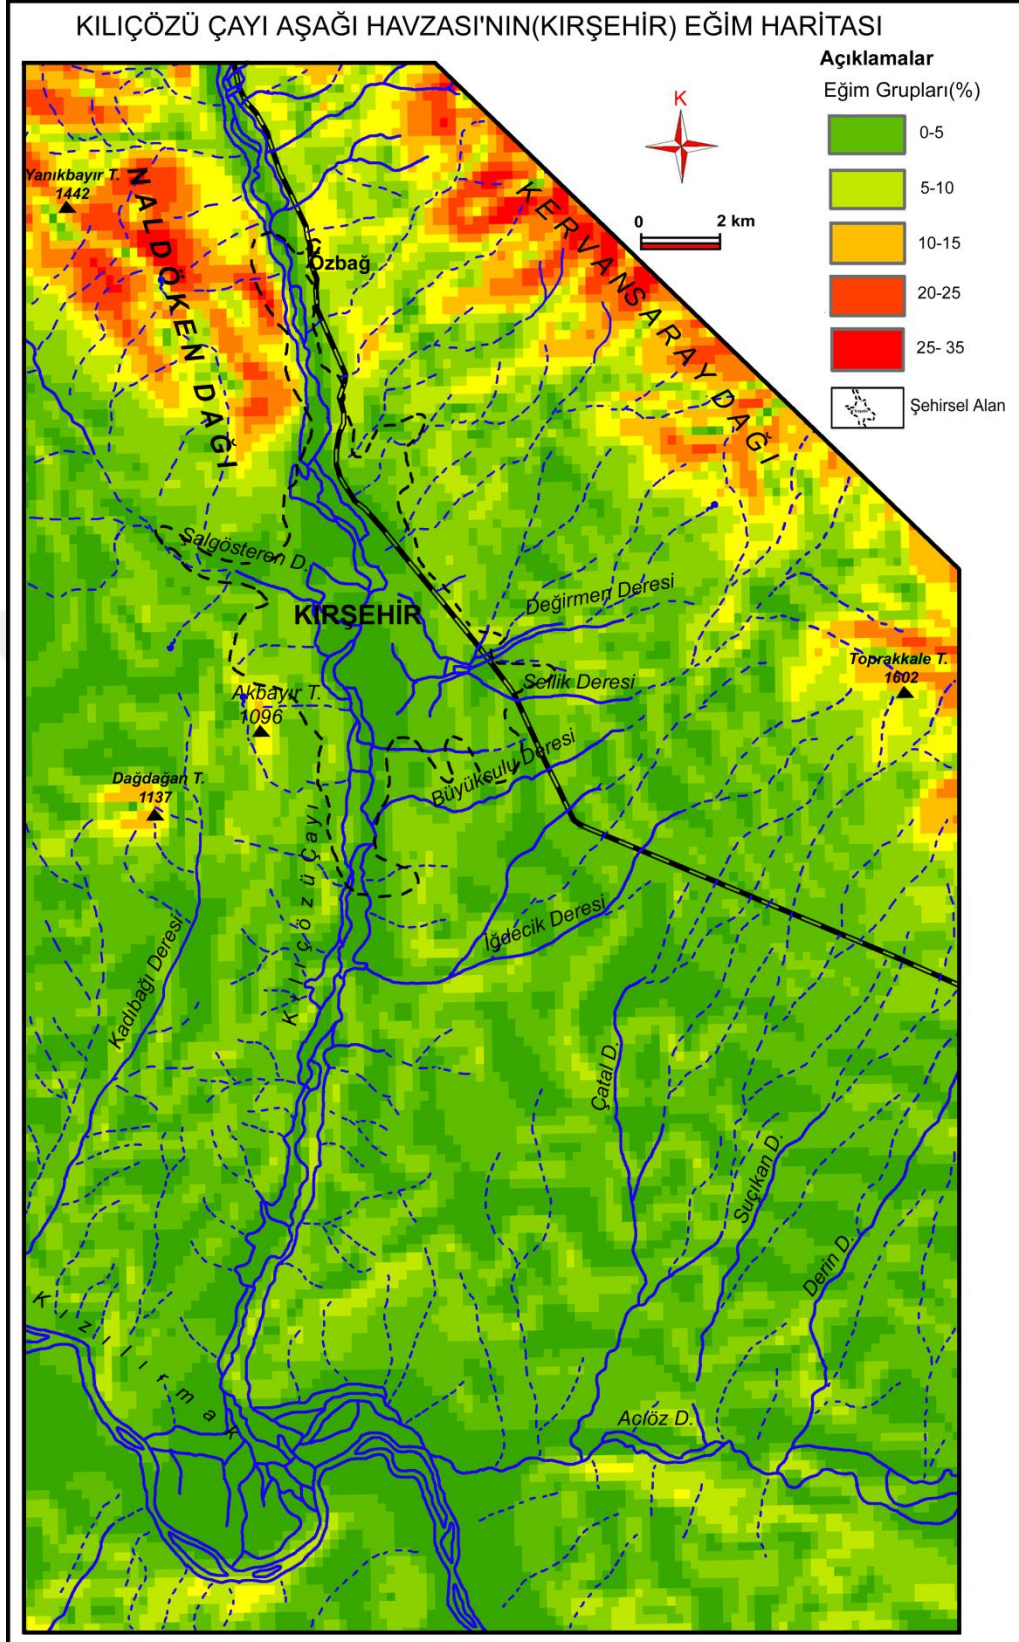 KILIÇÖZÜ ÇAYI AŞAĞI HAVZASI'NIN(KIRŞEHİR) EĞİM HARİTASI
Açıklamalar
Eğim Grupları(%)
0-5
5-10
10-15
20-25
25- 35
Şehirsel Alan
K
0 2 km
Yanıkbayır T.
1442
NALDÖKEN DAĞI
KERVANSARAY DAĞI
Özbağ
Şalgösteren D.
KIRŞEHİR
Değirmen Deresi
Sellik Deresi
Toprakkale T.
1602
Akbayır T.
1096
Büyüksulu Deresi
Dağdağan T.
1137
Kılıçözü Çayı
İğdecik Deresi
Kadıbağı Deresi
Çatal D.
Suçıkan D.
Derin D.
Kızılırmak
Acıöz D.